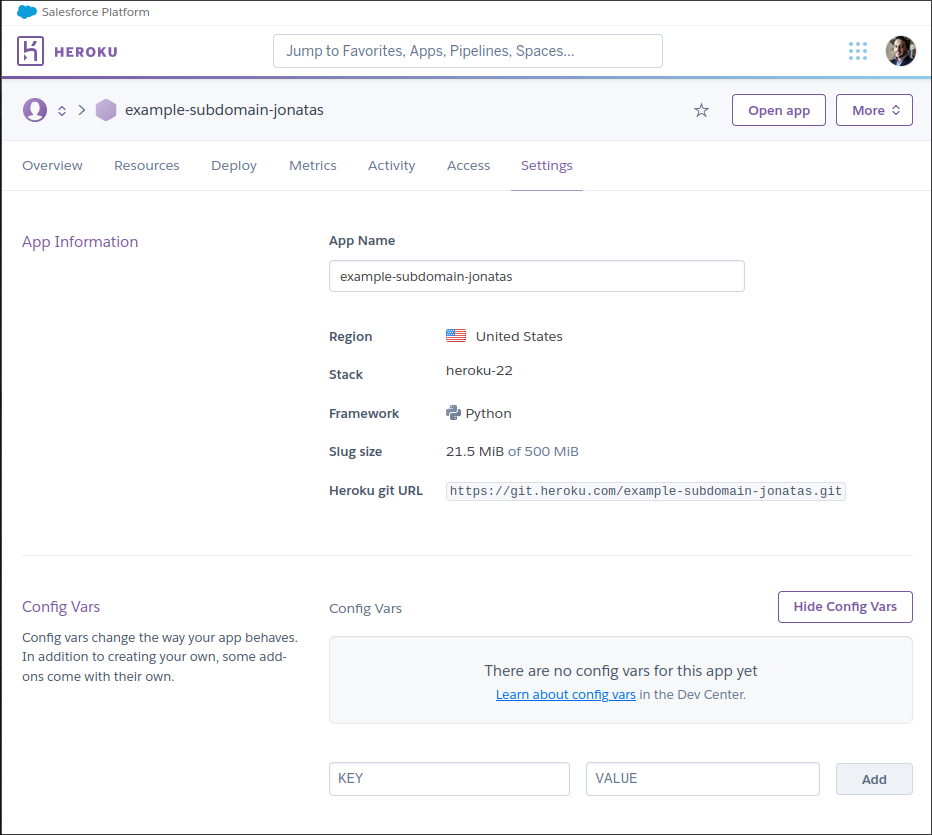 Salesforce Platform
HEROKU
Jump to Favorites, Apps, Pipelines, Spaces...
example-subdomain-jonatas
Open app
More
Overview Resources Deploy Metrics Activity Access Settings
App Information
App Name
example-subdomain-jonatas
Region United States
Stack heroku-22
Framework Python
Slug size 21.5 MiB of 500 MiB
Heroku git URL https://git.heroku.com/example-subdomain-jonatas.git
Config Vars
Config vars change the way your app behaves.
In addition to creating your own, some add-
ons come with their own.
Config Vars
Hide Config Vars
There are no config vars for this app yet
Learn about config vars in the Dev Center.
KEY VALUE Add